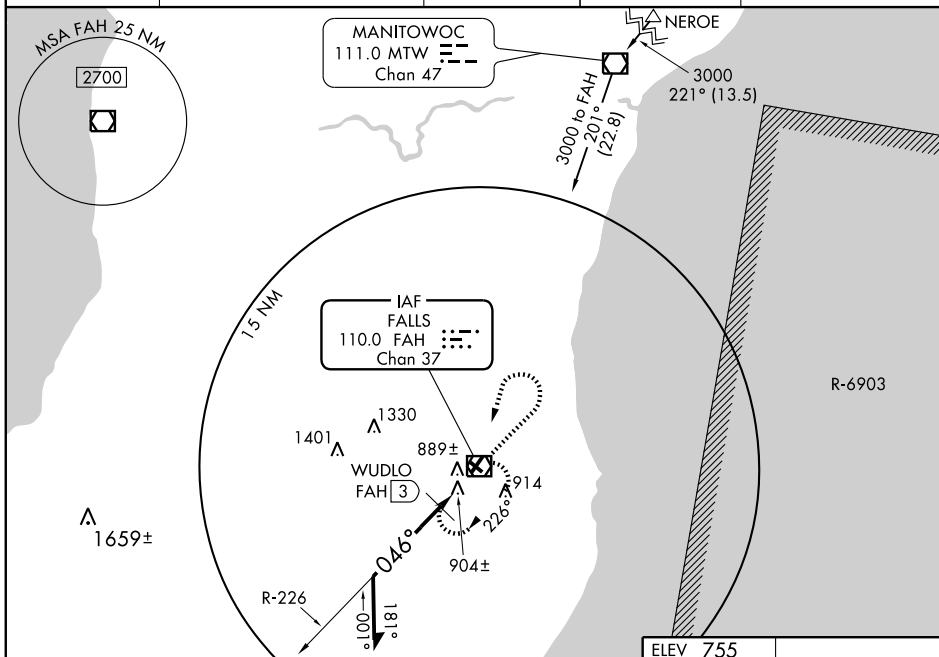 MSA FAH 25 NM
2700
MANITOWOC
111.0 MTW
Chan 47
NEROE
3000
221° (13.5)
3000 to FAH
201°
(22.8)
15 NM
IAF
FALLS
110.0 FAH
Chan 37
R-6903
1330
1401
889±
WUDLO
FAH 3
914
226°
1659±
046°
904±
R-226
001°
181°
ELEV 755